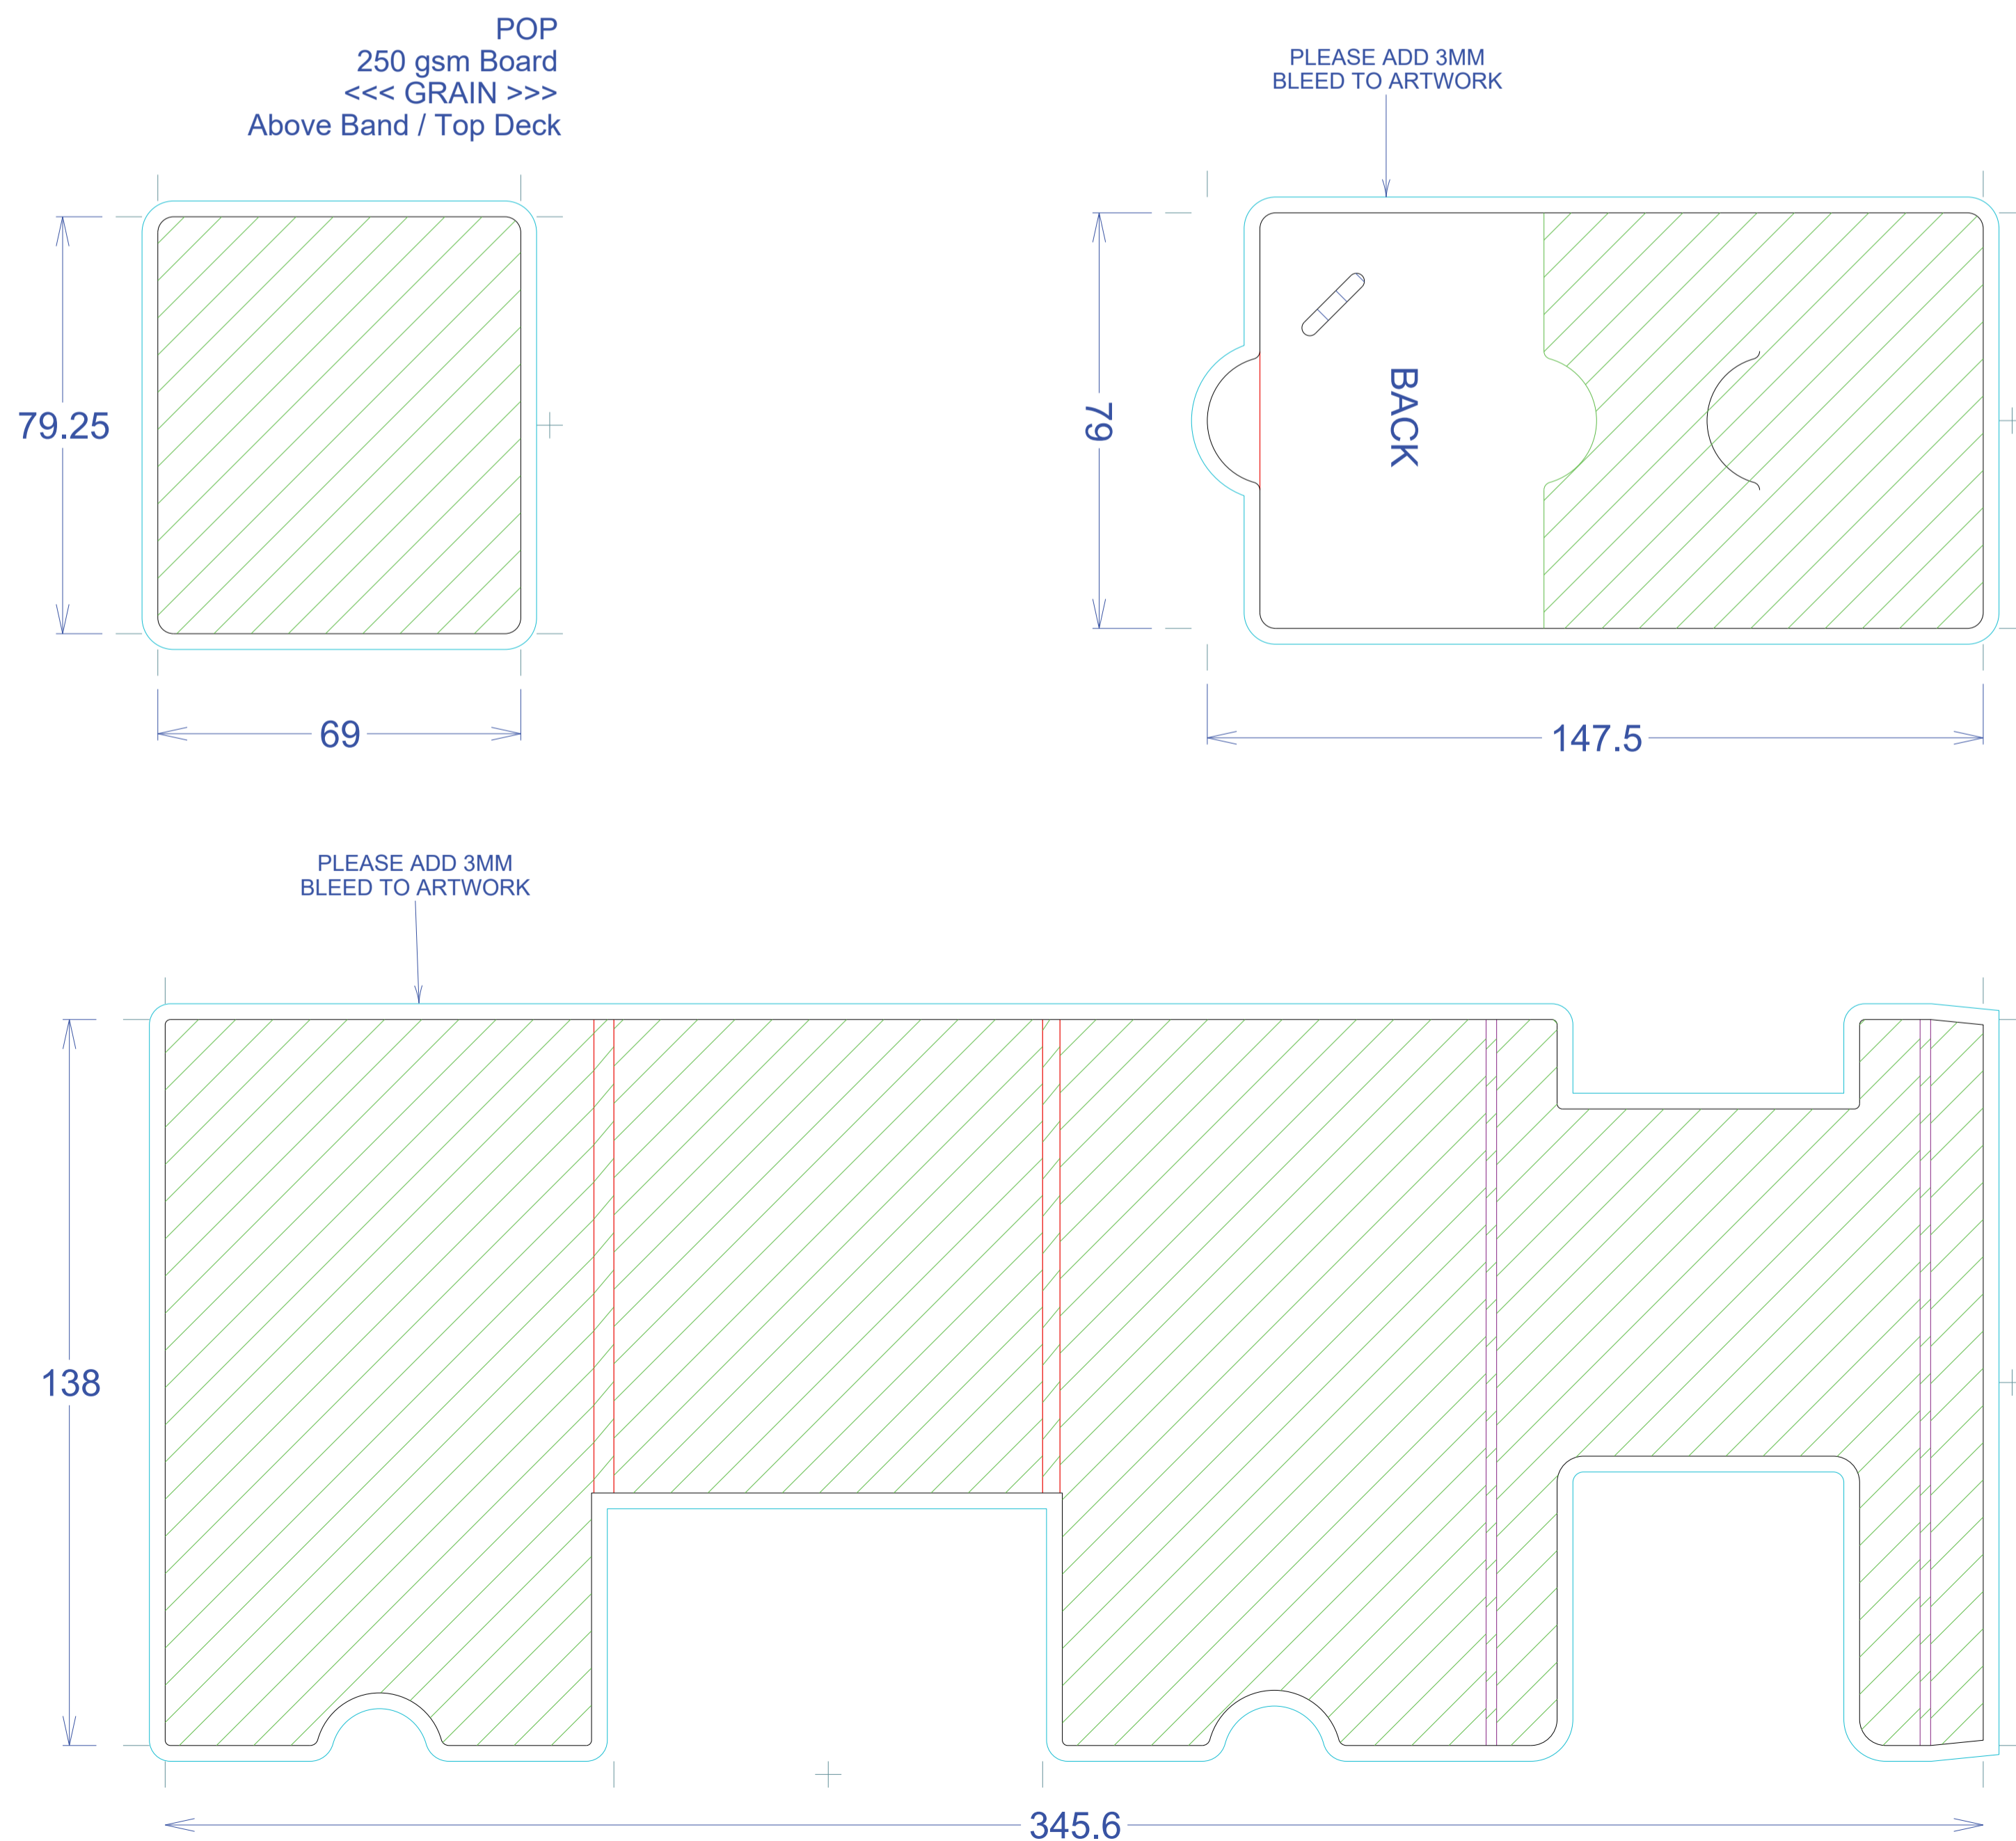 POP
250 gsm Board
<<< GRAIN >>>
Above Band / Top Deck
PLEASE ADD 3MM
BLEED TO ARTWORK
79.25
69
79
BACK
147.5
PLEASE ADD 3MM
BLEED TO ARTWORK
138
345.6